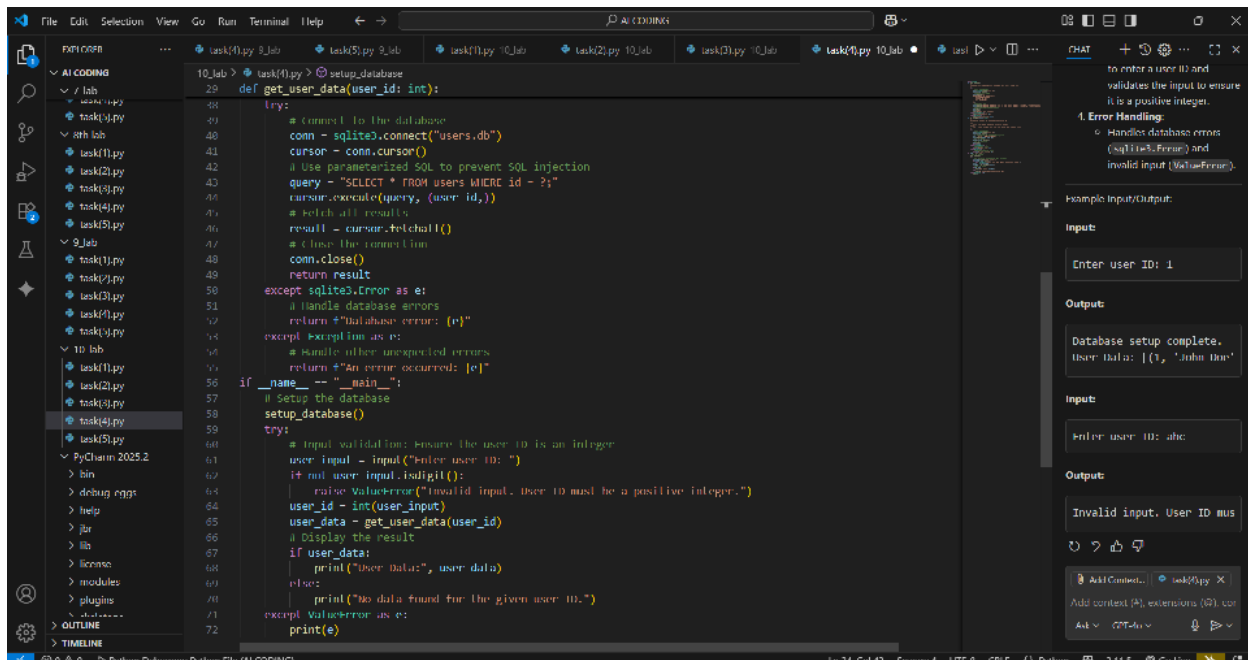 File Edit Selection View Go Run Terminal Help
AI CODING
EXPLORER
task(4).py 9_lab
task(5).py 9_lab
task(1).py 10_lab
task(2).py 10_lab
task(3).py 10_lab
task(4).py 10_lab
CHAT
AI CODING
7 lab
task(5).py
8th lab
task(1).py
task(2).py
task(3).py
task(4).py
task(5).py
9_lab
task(1).py
task(2).py
task(3).py
task(4).py
task(5).py
10 lab
task(1).py
task(2).py
task(3).py
task(4).py
task(5).py
PyCharm 2025.2
bin
debug-eggs
help
jbr
lib
license
modules
plugins
OUTLINE
TIMELINE
10_lab > task(4).py > setup_database
29 def get_user_data(user_id: int):
38 try:
39 # Connect to the database
40 conn = sqlite3.connect("users.db")
41 cursor = conn.cursor()
42 # Use parameterized SQL to prevent SQL injection
43 query = "SELECT * FROM users WHERE id = ?;"
44 cursor.execute(query, (user_id,))
45 # Fetch all results
46 result = cursor.fetchall()
47 # Close the connection
48 conn.close()
49 return result
50 except sqlite3.Error as e:
51 # Handle database errors
52 return f"Database error: {e}"
53 except Exception as e:
54 # Handle other unexpected errors
55 return f"An error occurred: {e}"
56 if __name__ == "__main__":
57 # Setup the database
58 setup_database()
59 try:
60 # Input validation: Ensure the user ID is an integer
61 user_input = input("Enter user ID: ")
62 if not user_input.isdigit():
63 raise ValueError("Invalid input. User ID must be a positive integer.")
64 user_id = int(user_input)
65 user_data = get_user_data(user_id)
66 # Display the result
67 if user_data:
68 print("User Data:", user_data)
69 else:
70 print("No data found for the given user ID.")
71 except ValueError as e:
72 print(e)
to enter a user ID and
validates the input to ensure
it is a positive integer.
4. Error Handling:
Handles database errors
(sqlite3.Error) and
invalid input (ValueError).
Example Input/Output:
Input:
Enter user ID: 1
Output:
Database setup complete.
User Data: [(1, 'John Doe'
Input:
Enter user ID: abc
Output:
Invalid input. User ID mus
Add Context... task(4).py
Add context (#), extensions (@), cor
Ask GPT-4o